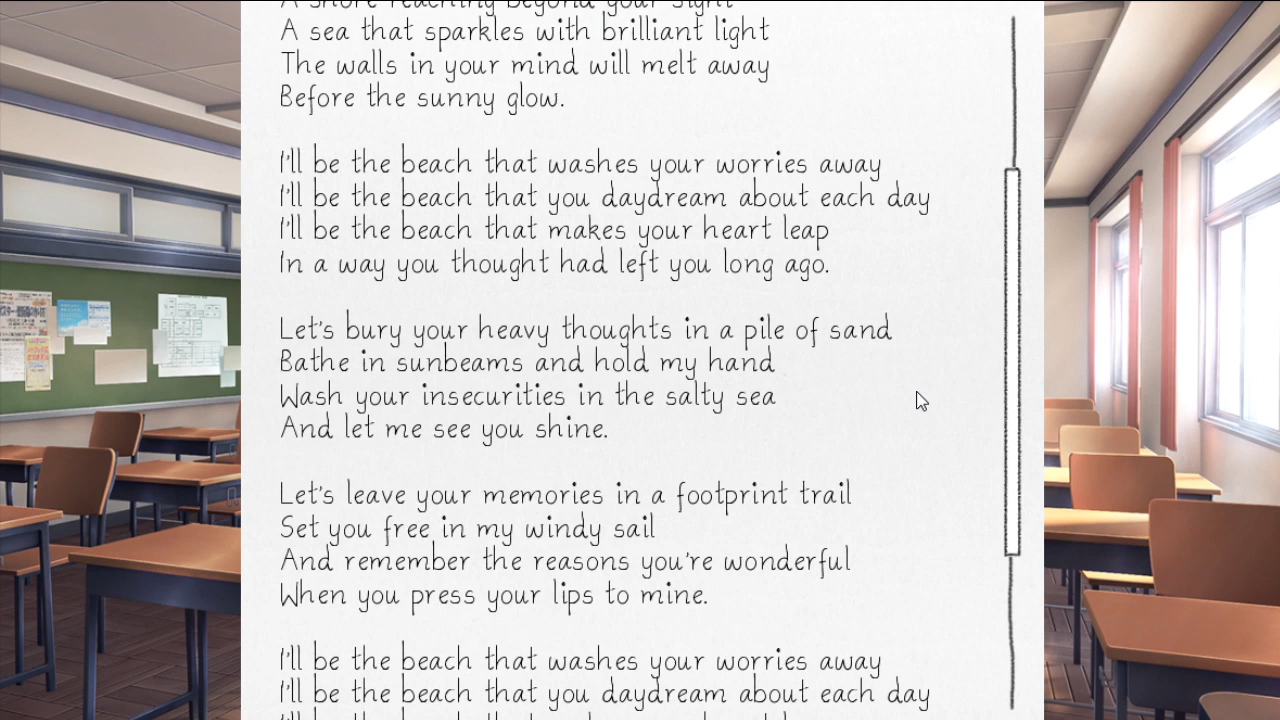 A shore reaching beyond your sight
A sea that sparkles with brilliant light
The walls in your mind will melt away
Before the sunny glow.
I'll be the beach that washes your worries away
I'll be the beach that you daydream about each day
I'll be the beach that makes your heart leap
In a way you thought had left you long ago.
Let's bury your heavy thoughts in a pile of sand
Bathe in sunbeams and hold my hand
Wash your insecurities in the salty sea
And let me see you shine.
Let's leave your memories in a footprint trail
Set you free in my windy sail
And remember the reasons you're wonderful
When you press your lips to mine.
I'll be the beach that washes your worries away
I'll be the beach that you daydream about each day